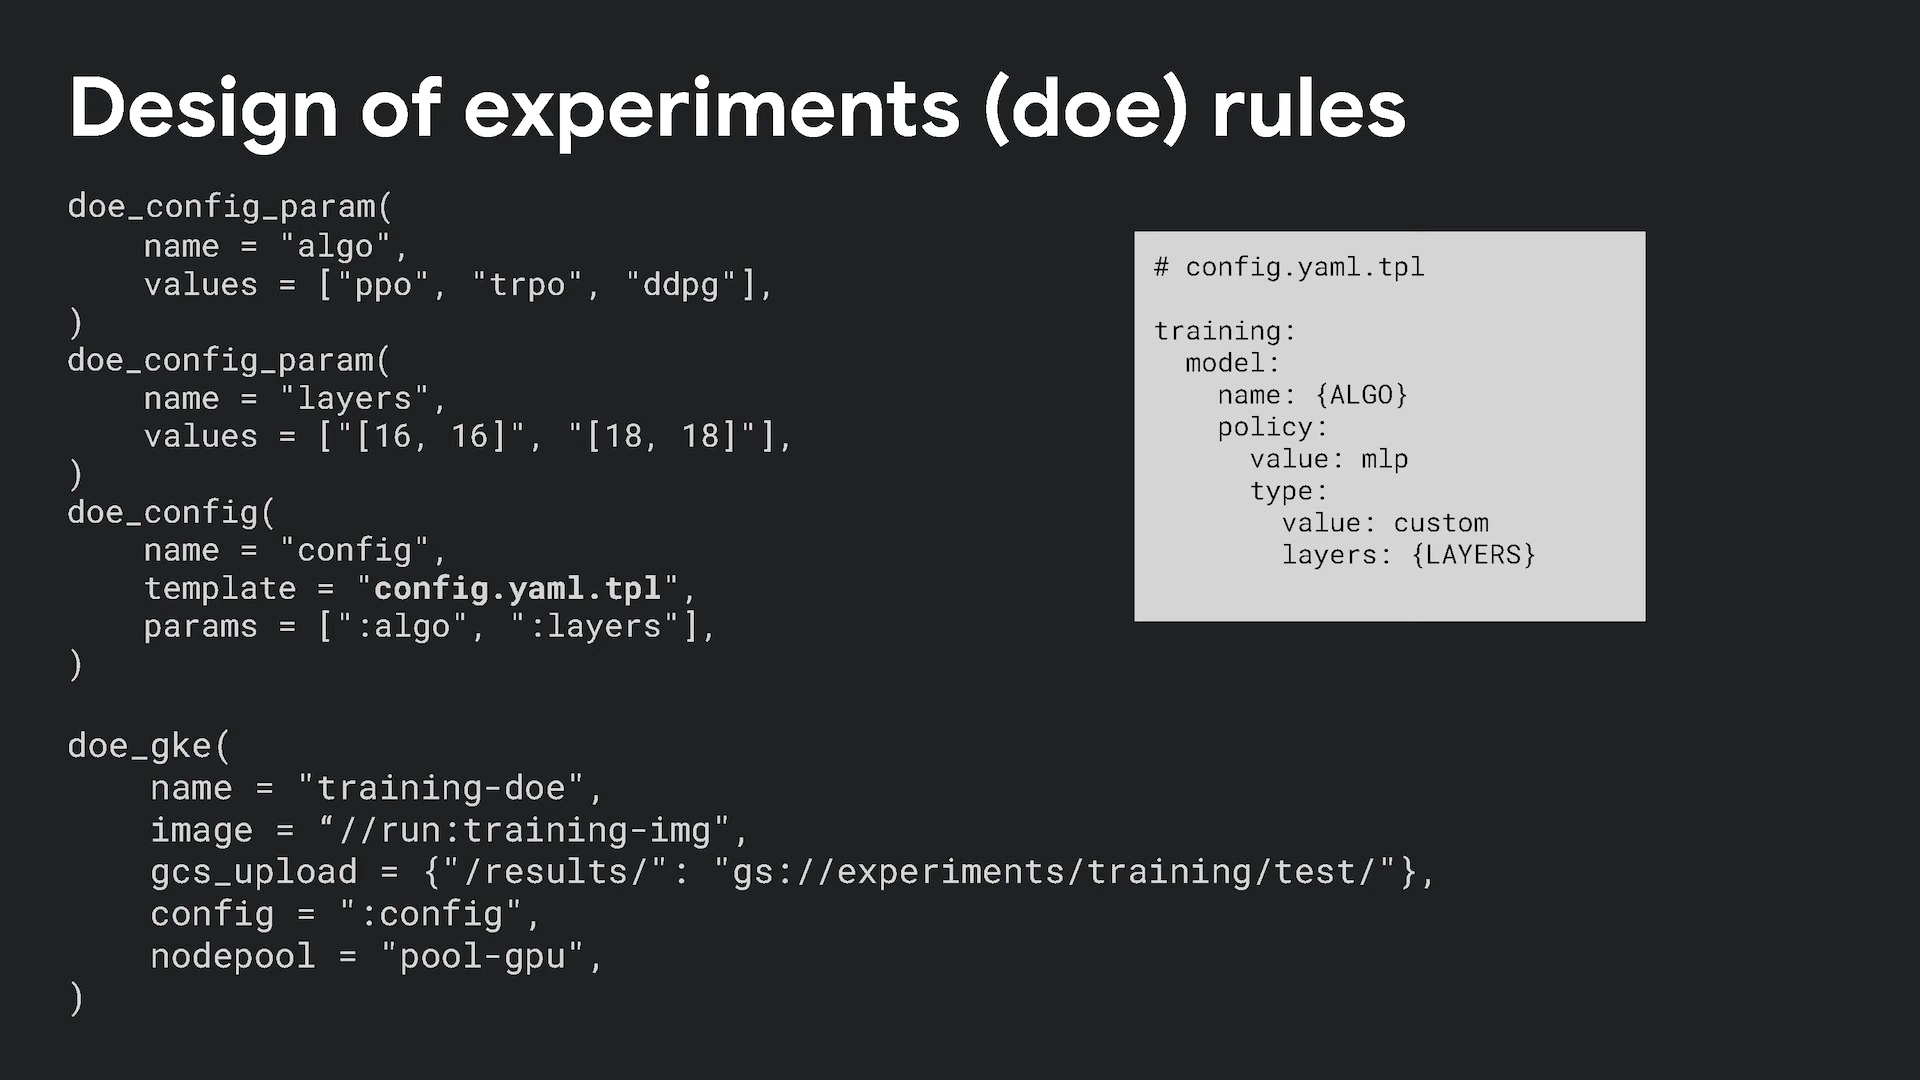 Design of experiments (doe) rules
doe_config_param(
    name = "algo",
    values = ["ppo", "trpo", "ddpg"],
)
doe_config_param(
    name = "layers",
    values = ["[16, 16]", "[18, 18]"],
)
doe_config(
    name = "config",
    template = "config.yaml.tpl",
    params = [":algo", ":layers"],
)
doe_gke(
    name = "training-doe",
    image = “//run:training-img",
    gcs_upload = {"/results/": "gs://experiments/training/test/"},
    config = ":config",
    nodepool = "pool-gpu",
)
# config.yaml.tpl
training:
  model:
    name: {ALGO}
    policy:
      value: mlp
      type:
        value: custom
        layers: {LAYERS}